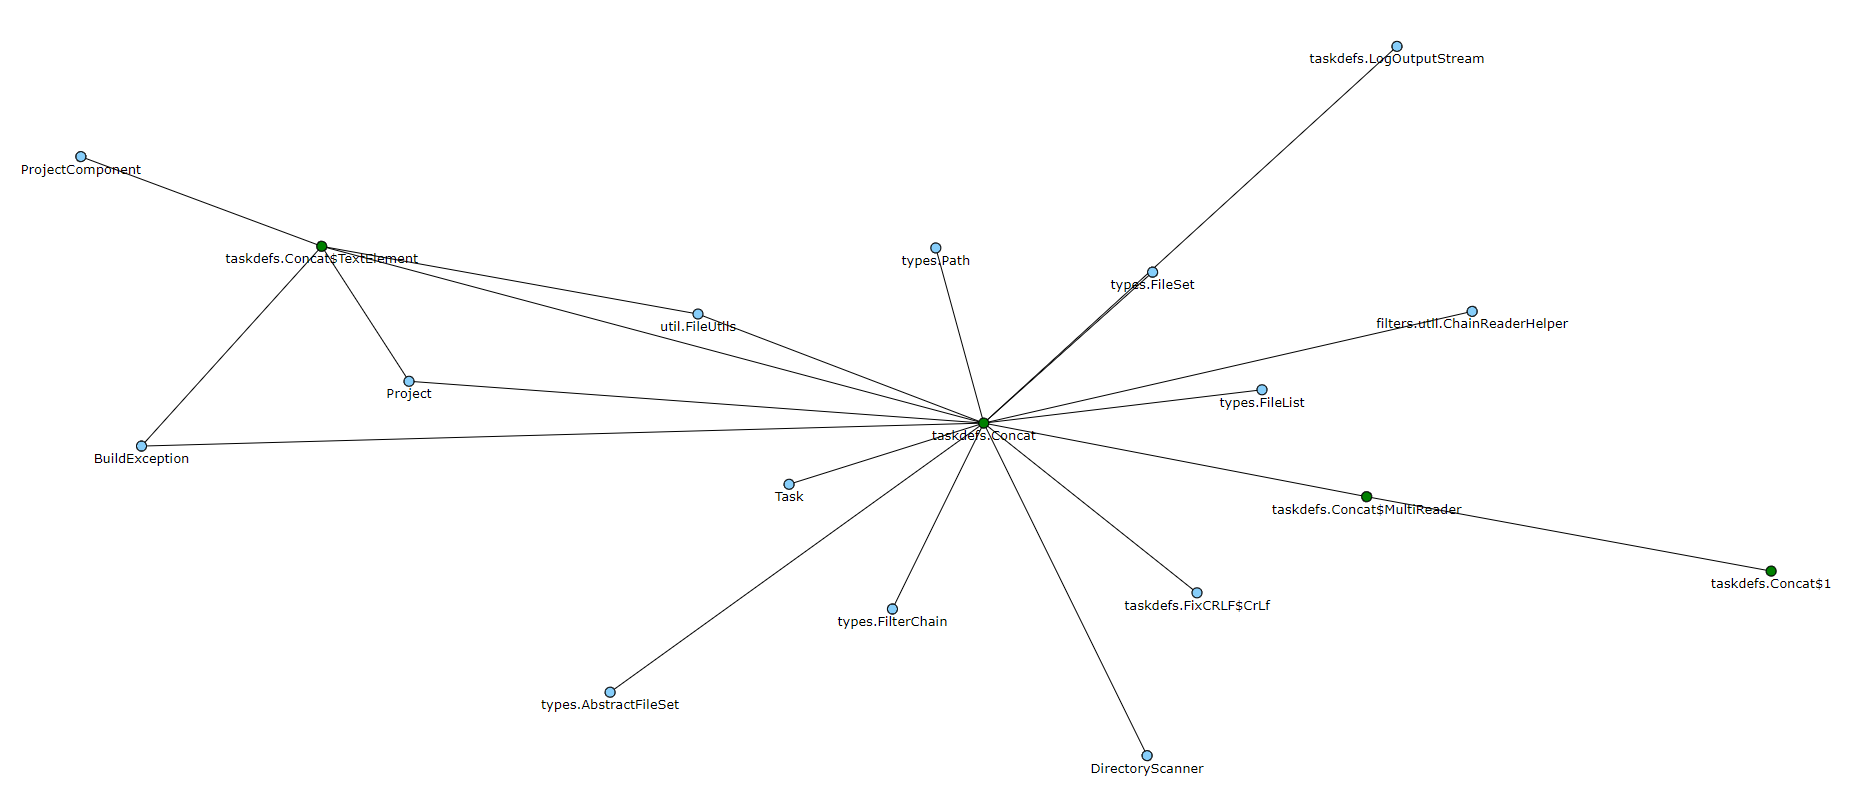 taskdefs.LogOutputStream
ProjectComponent
taskdefs.Concat$TextElement
types.Path
types.FileSet
util.FileUtils
filters.util.ChainReaderHelper
Project
types.FileList
taskdefs.Concat
BuildException
Task
taskdefs.Concat$MultiReader
taskdefs.Concat$1
taskdefs.FixCRLF$CrLf
types.FilterChain
types.AbstractFileSet
DirectoryScanner